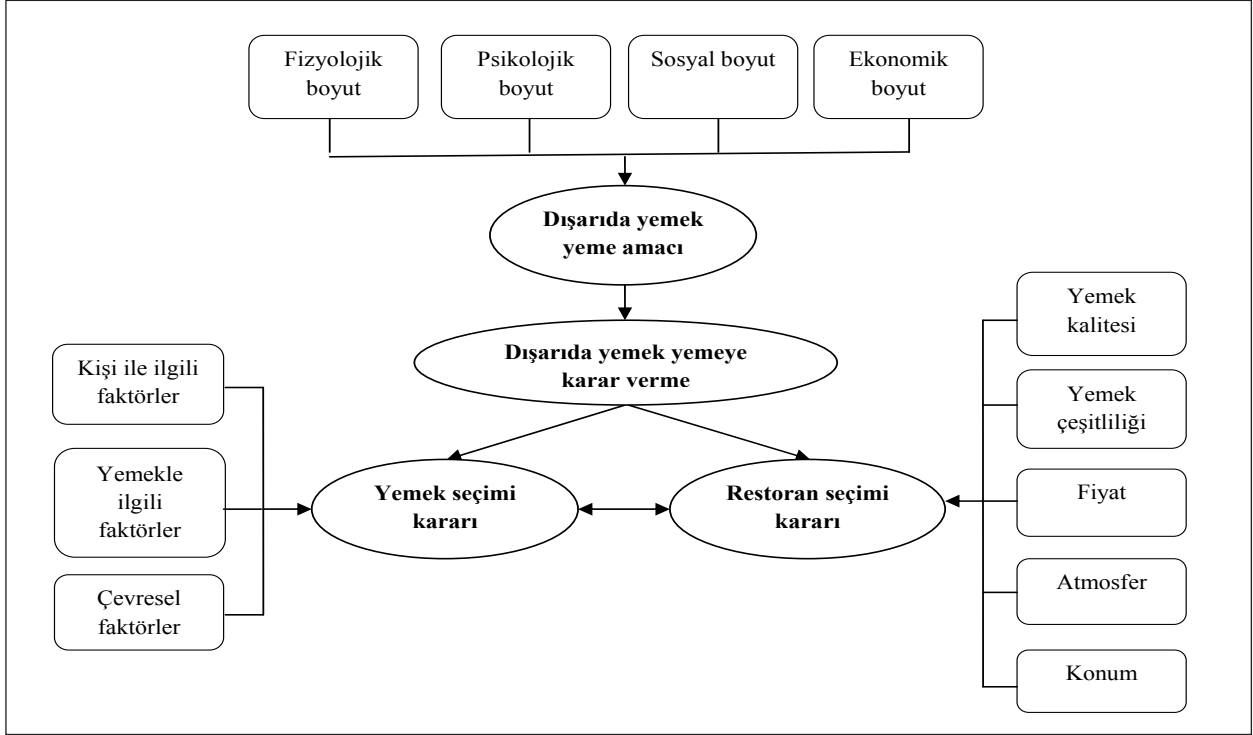 Fizyolojik
boyut
Psikolojik
boyut
Sosyal boyut
Ekonomik
boyut
Dışarıda yemek
yeme amacı
Dışarıda yemek yemeye
karar verme
Kişi ile ilgili
faktörler
Yemekle
ilgili
faktörler
Çevresel
faktörler
Yemek seçimi
kararı
Restoran seçimi
kararı
Yemek
kalitesi
Yemek
çeşitliliği
Fiyat
Atmosfer
Konum